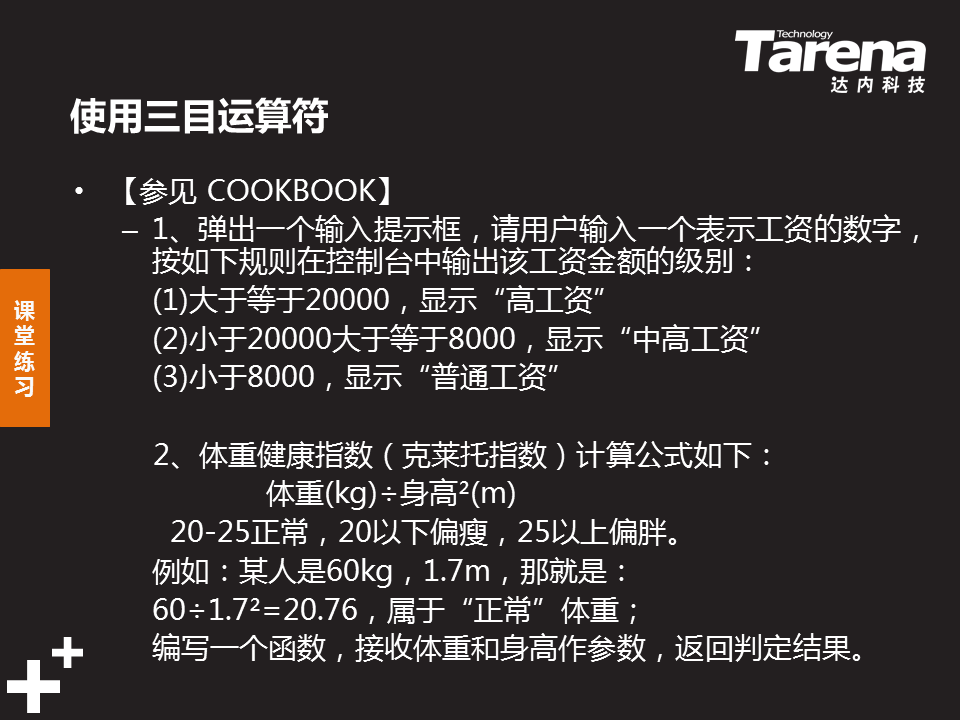 Technology
Tarena
达内科技
使用三目运算符
• 【参见 COOKBOOK】
– 1、弹出一个输入提示框，请用户输入一个表示工资的数字，
按如下规则在控制台中输出该工资金额的级别：
(1)大于等于20000，显示“高工资”
(2)小于20000大于等于8000，显示“中高工资”
(3)小于8000，显示“普通工资”
课
堂
练
习
2、体重健康指数（克莱托指数）计算公式如下：
体重(kg)÷身高²(m)
20-25正常，20以下偏瘦，25以上偏胖。
例如：某人是60kg，1.7m，那就是：
60÷1.7²=20.76，属于“正常”体重；
编写一个函数，接收体重和身高作参数，返回判定结果。